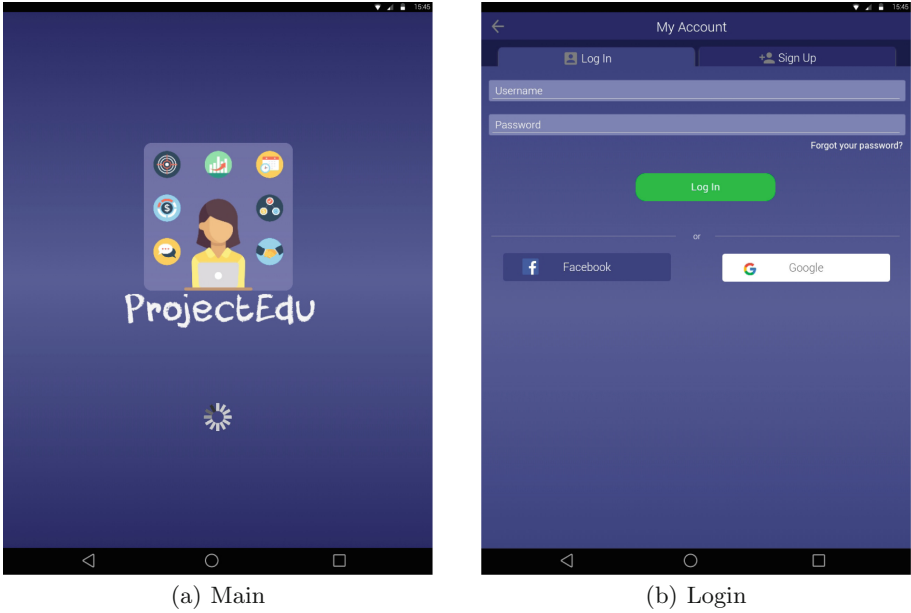 15:45
ProjectEdu
(a) Main
15:45
My Account
Log In
Sign Up
Username
Password
Forgot your password?
Log In
or
Facebook
Google
(b) Login